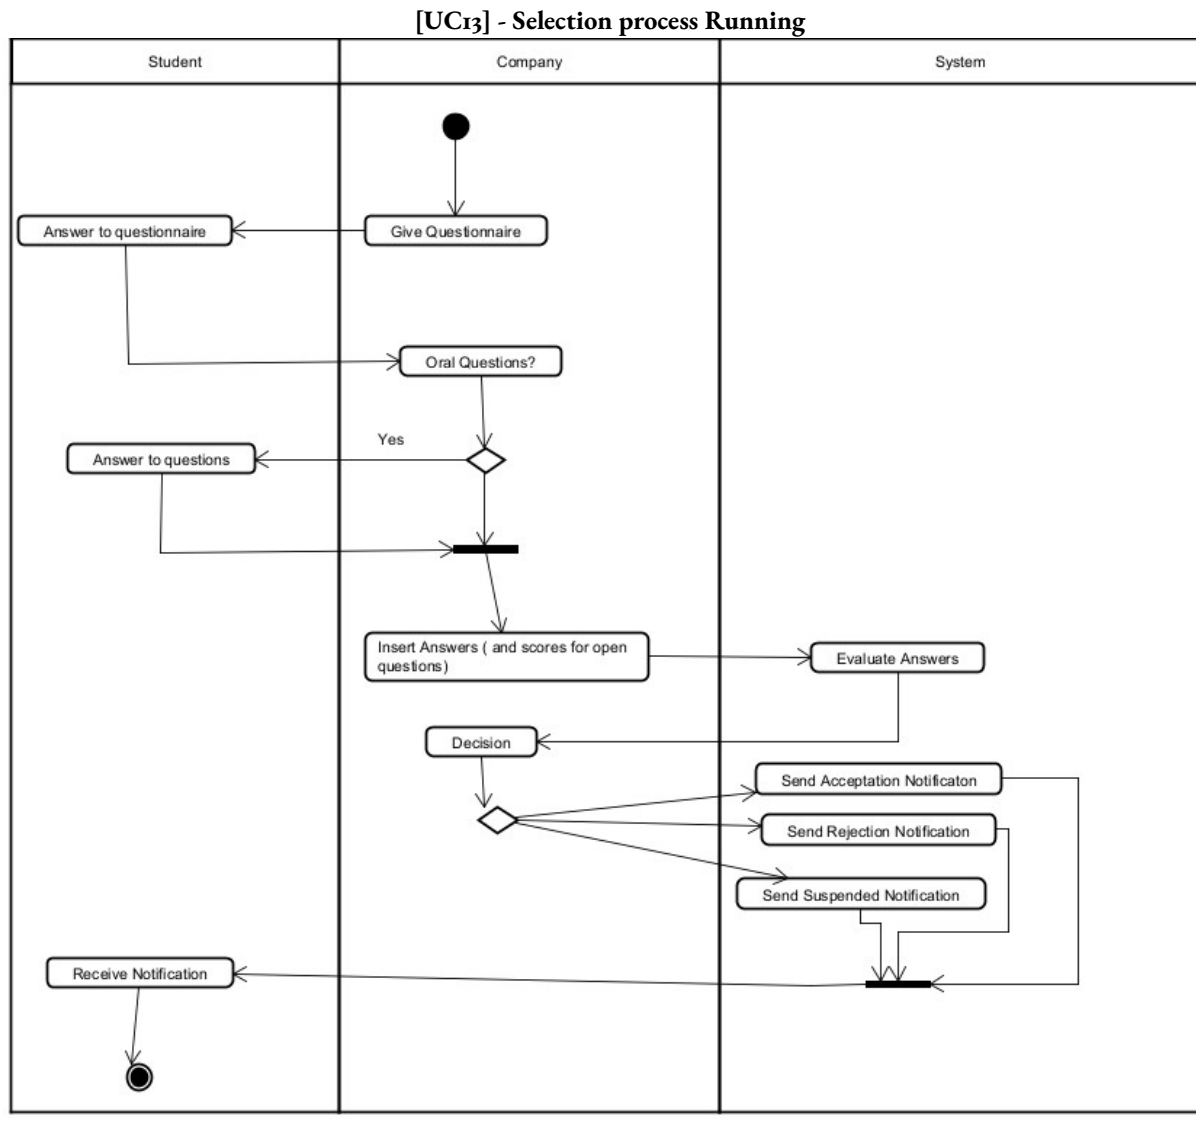 [UC13] - Selection process Running
Student
Company
System
Answer to questionnaire
Give Questionnaire
Oral Questions?
Yes
Answer to questions
Insert Answers ( and scores for open
questions)
Evaluate Answers
Decision
Send Acceptation Notificaton
Send Rejection Notification
Send Suspended Notification
Receive Notification